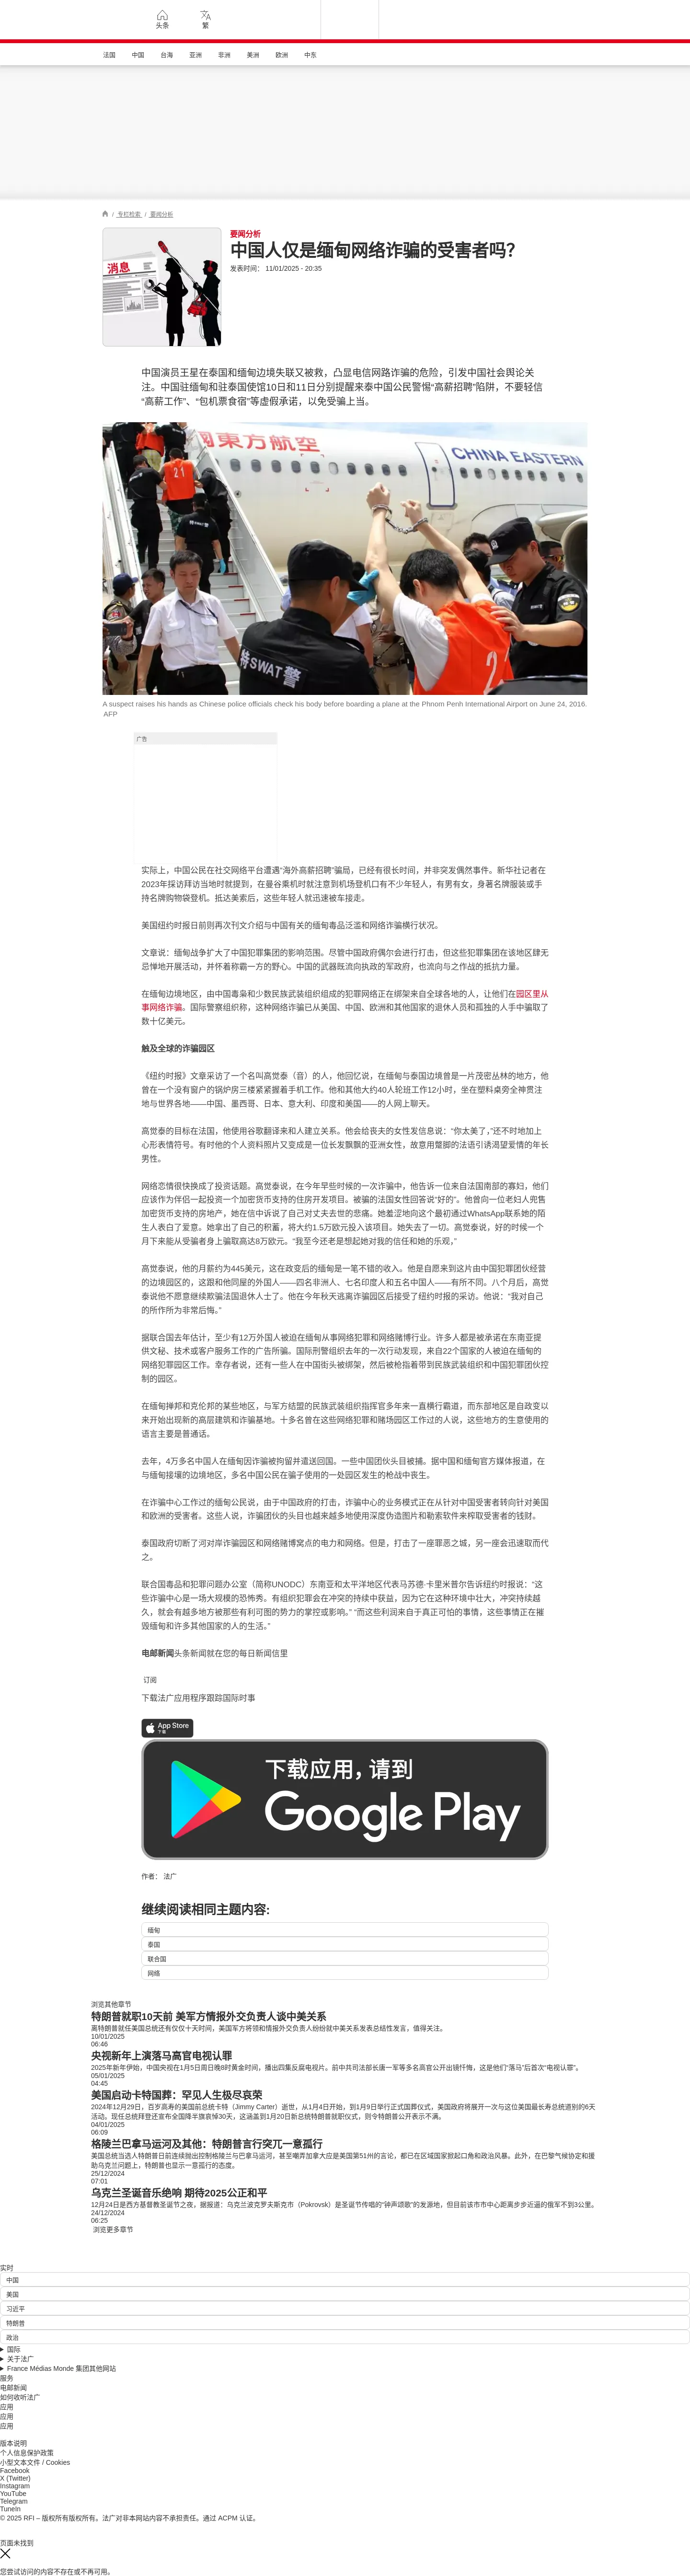 头条
繁
法国
中国
台海
亚洲
非洲
美洲
欧洲
中东
/ 专栏检索 / 要闻分析
消息
要闻分析
中国人仅是缅甸网络诈骗的受害者吗?
发表时间： 11/01/2025 - 20:35
中国演员王星在泰国和缅甸边境失联又被救，凸显电信网路诈骗的危险，引发中国社会舆论关
注。中国驻缅甸和驻泰国使馆10日和11日分别提醒来泰中国公民警惕“高薪招聘”陷阱，不要轻信
“高薪工作”、“包机票食宿”等虚假承诺，以免受骗上当。
中國東方航空
CHINA EASTERN
21
特警SWAT
2
A suspect raises his hands as Chinese police officials check his body before boarding a plane at the Phnom Penh International Airport on June 24, 2016.
AFP
广告
实际上，中国公民在社交网络平台遭遇“海外高薪招聘”骗局，已经有很长时间，并非突发偶然事件。新华社记者在
2023年採访拜访当地时就提到，在曼谷乘机时就注意到机场登机口有不少年轻人，有男有女，身著名牌服装或手
持名牌购物袋登机。抵达美索后，这些年轻人就迅速被车接走。
美国纽约时报日前则再次刊文介绍与中国有关的缅甸毒品泛滥和网络诈骗横行状况。
文章说：缅甸战争扩大了中国犯罪集团的影响范围。尽管中国政府偶尔会进行打击，但这些犯罪集团在该地区肆无
忌惮地开展活动，并怀着称霸一方的野心。中国的武器既流向执政的军政府，也流向与之作战的抵抗力量。
在缅甸边境地区，由中国毒枭和少数民族武装组织组成的犯罪网络正在绑架来自全球各地的人，让他们在园区里从
事网络诈骗。国际警察组织称，这种网络诈骗已从美国、中国、欧洲和其他国家的退休人员和孤独的人手中骗取了
数十亿美元。
触及全球的诈骗园区
《纽约时报》文章采访了一个名叫高觉泰（音）的人，他回忆说，在缅甸与泰国边境曾是一片茂密丛林的地方，他
曾在一个没有窗户的锅炉房三楼紧紧握着手机工作。他和其他大约40人轮班工作12小时，坐在塑料桌旁全神贯注
地与世界各地——中国、墨西哥、日本、意大利、印度和美国——的人网上聊天。
高觉泰的目标在法国，他使用谷歌翻译来和人建立关系。他会给丧夫的女性发信息说：“你太美了，”还不时地加上
心形表情符号。有时他的个人资料照片又变成是一位长发飘飘的亚洲女性，故意用蹩脚的法语引诱渴望爱情的年长
男性。
网络恋情很快换成了投资话题。高觉泰说，在今年早些时候的一次诈骗中，他告诉一位来自法国南部的寡妇，他们
应该作为伴侣一起投资一个加密货币支持的住房开发项目。被骗的法国女性回答说“好的”。他曾向一位老妇人兜售
加密货币支持的房地产，她在信中诉说了自己对丈夫去世的悲痛。她羞涩地向这个最初通过WhatsApp联系她的陌
生人表白了爱意。她拿出了自己的积蓄，将大约1.5万欧元投入该项目。她失去了一切。高觉泰说，好的时候一个
月下来能从受骗者身上骗取高达8万欧元。“我至今还老是想起她对我的信任和她的乐观，”
高觉泰说，他的月薪约为445美元，这在政变后的缅甸是一笔不错的收入。他是自愿来到这片由中国犯罪团伙经营
的边境园区的，这跟和他同屋的外国人——四名非洲人、七名印度人和五名中国人——有所不同。八个月后，高觉
泰说他不愿意继续欺骗法国退休人士了。他在今年秋天逃离诈骗园区后接受了纽约时报的采访。他说：“我对自己
的所作所为非常后悔。”
据联合国去年估计，至少有12万外国人被迫在缅甸从事网络犯罪和网络赌博行业。许多人都是被承诺在东南亚提
供文秘、技术或客户服务工作的广告所骗。国际刑警组织去年的一次行动发现，来自22个国家的人被迫在缅甸的
网络犯罪园区工作。幸存者说，还有一些人在中国街头被绑架，然后被枪指着带到民族武装组织和中国犯罪团伙控
制的园区。
在缅甸掸邦和克伦邦的某些地区，与军方结盟的民族武装组织指挥官多年来一直横行霸道，而东部地区是自政变以
来开始出现新的高层建筑和诈骗基地。十多名曾在这些网络犯罪和赌场园区工作过的人说，这些地方的生意使用的
语言主要是普通话。
去年，4万多名中国人在缅甸因诈骗被拘留并遣送回国。一些中国团伙头目被捕。据中国和缅甸官方媒体报道，在
与缅甸接壤的边境地区，多名中国公民在骗子使用的一处园区发生的枪战中丧生。
在诈骗中心工作过的缅甸公民说，由于中国政府的打击，诈骗中心的业务模式正在从针对中国受害者转向针对美国
和欧洲的受害者。这些人说，诈骗团伙的头目也越来越多地使用深度伪造图片和勒索软件来榨取受害者的钱财。
泰国政府切断了河对岸诈骗园区和网络赌博窝点的电力和网络。但是，打击了一座罪恶之城，另一座会迅速取而代
之。
联合国毒品和犯罪问题办公室（简称UNODC）东南亚和太平洋地区代表马苏德·卡里米普尔告诉纽约时报说：“这
些诈骗中心是一场大规模的恐怖秀。有组织犯罪会在冲突的持续中获益，因为它在这种环境中壮大，冲突持续越
久，就会有越多地方被那些有利可图的势力的掌控或影响。” “而这些利润来自于真正可怕的事情，这些事情正在摧
毁缅甸和许多其他国家的人的生活。”
电邮新闻头条新闻就在您的每日新闻信里
订阅
下载法广应用程序跟踪国际时事
App Store
下载
下载应用，请到
Google Play
作者： 法广
继续阅读相同主题内容:
缅甸
泰国
联合国
网络
浏览其他章节
特朗普就职10天前 美军方情报外交负责人谈中美关系
离特朗普就任美国总统还有仅仅十天时间，美国军方将领和情报外交负责人纷纷就中美关系发表总结性发言，值得关注。
10/01/2025
06:46
央视新年上演落马高官电视认罪
2025年新年伊始，中国央视在1月5日周日晚8时黄金时间，播出四集反腐电视片。前中共司法部长唐一军等多名高官公开出镜忏悔，这是他们“落马”后首次“电视认罪”。
05/01/2025
04:45
美国启动卡特国葬：罕见人生极尽哀荣
2024年12月29日，百岁高寿的美国前总统卡特（Jimmy Carter）逝世，从1月4日开始，到1月9日举行正式国葬仪式，美国政府将展开一次与这位美国最长寿总统道别的6天
活动。现任总统拜登还宣布全国降半旗哀悼30天，这涵盖到1月20日新总统特朗普就职仪式，则令特朗普公开表示不满。
04/01/2025
06:09
格陵兰巴拿马运河及其他：特朗普言行突兀一意孤行
美国总统当选人特朗普日前连续抛出控制格陵兰与巴拿马运河，甚至嘲弄加拿大应是美国第51州的言论，都已在区域国家掀起口角和政治风暴。此外，在巴黎气候协定和援
助乌克兰问题上，特朗普也显示一意孤行的态度。
25/12/2024
07:01
乌克兰圣诞音乐绝响 期待2025公正和平
12月24日是西方基督教圣诞节之夜，据报道：乌克兰波克罗夫斯克市（Pokrovsk）是圣诞节传唱的“钟声颂歌”的发源地，但目前该市市中心距离步步近逼的俄军不到3公里。
24/12/2024
06:25
浏览更多章节
实时
中国
美国
习近平
特朗普
政治
国际
关于法广
France Médias Monde 集团其他网站
服务
电邮新闻
如何收听法广
应用
应用
应用
版本说明
个人信息保护政策
小型文本文件 / Cookies
Facebook
X (Twitter)
Instagram
YouTube
Telegram
TuneIn
© 2025 RFI – 版权所有版权所有。法广对非本网站内容不承担责任。通过 ACPM 认证。
页面未找到
您尝试访问的内容不存在或不再可用。